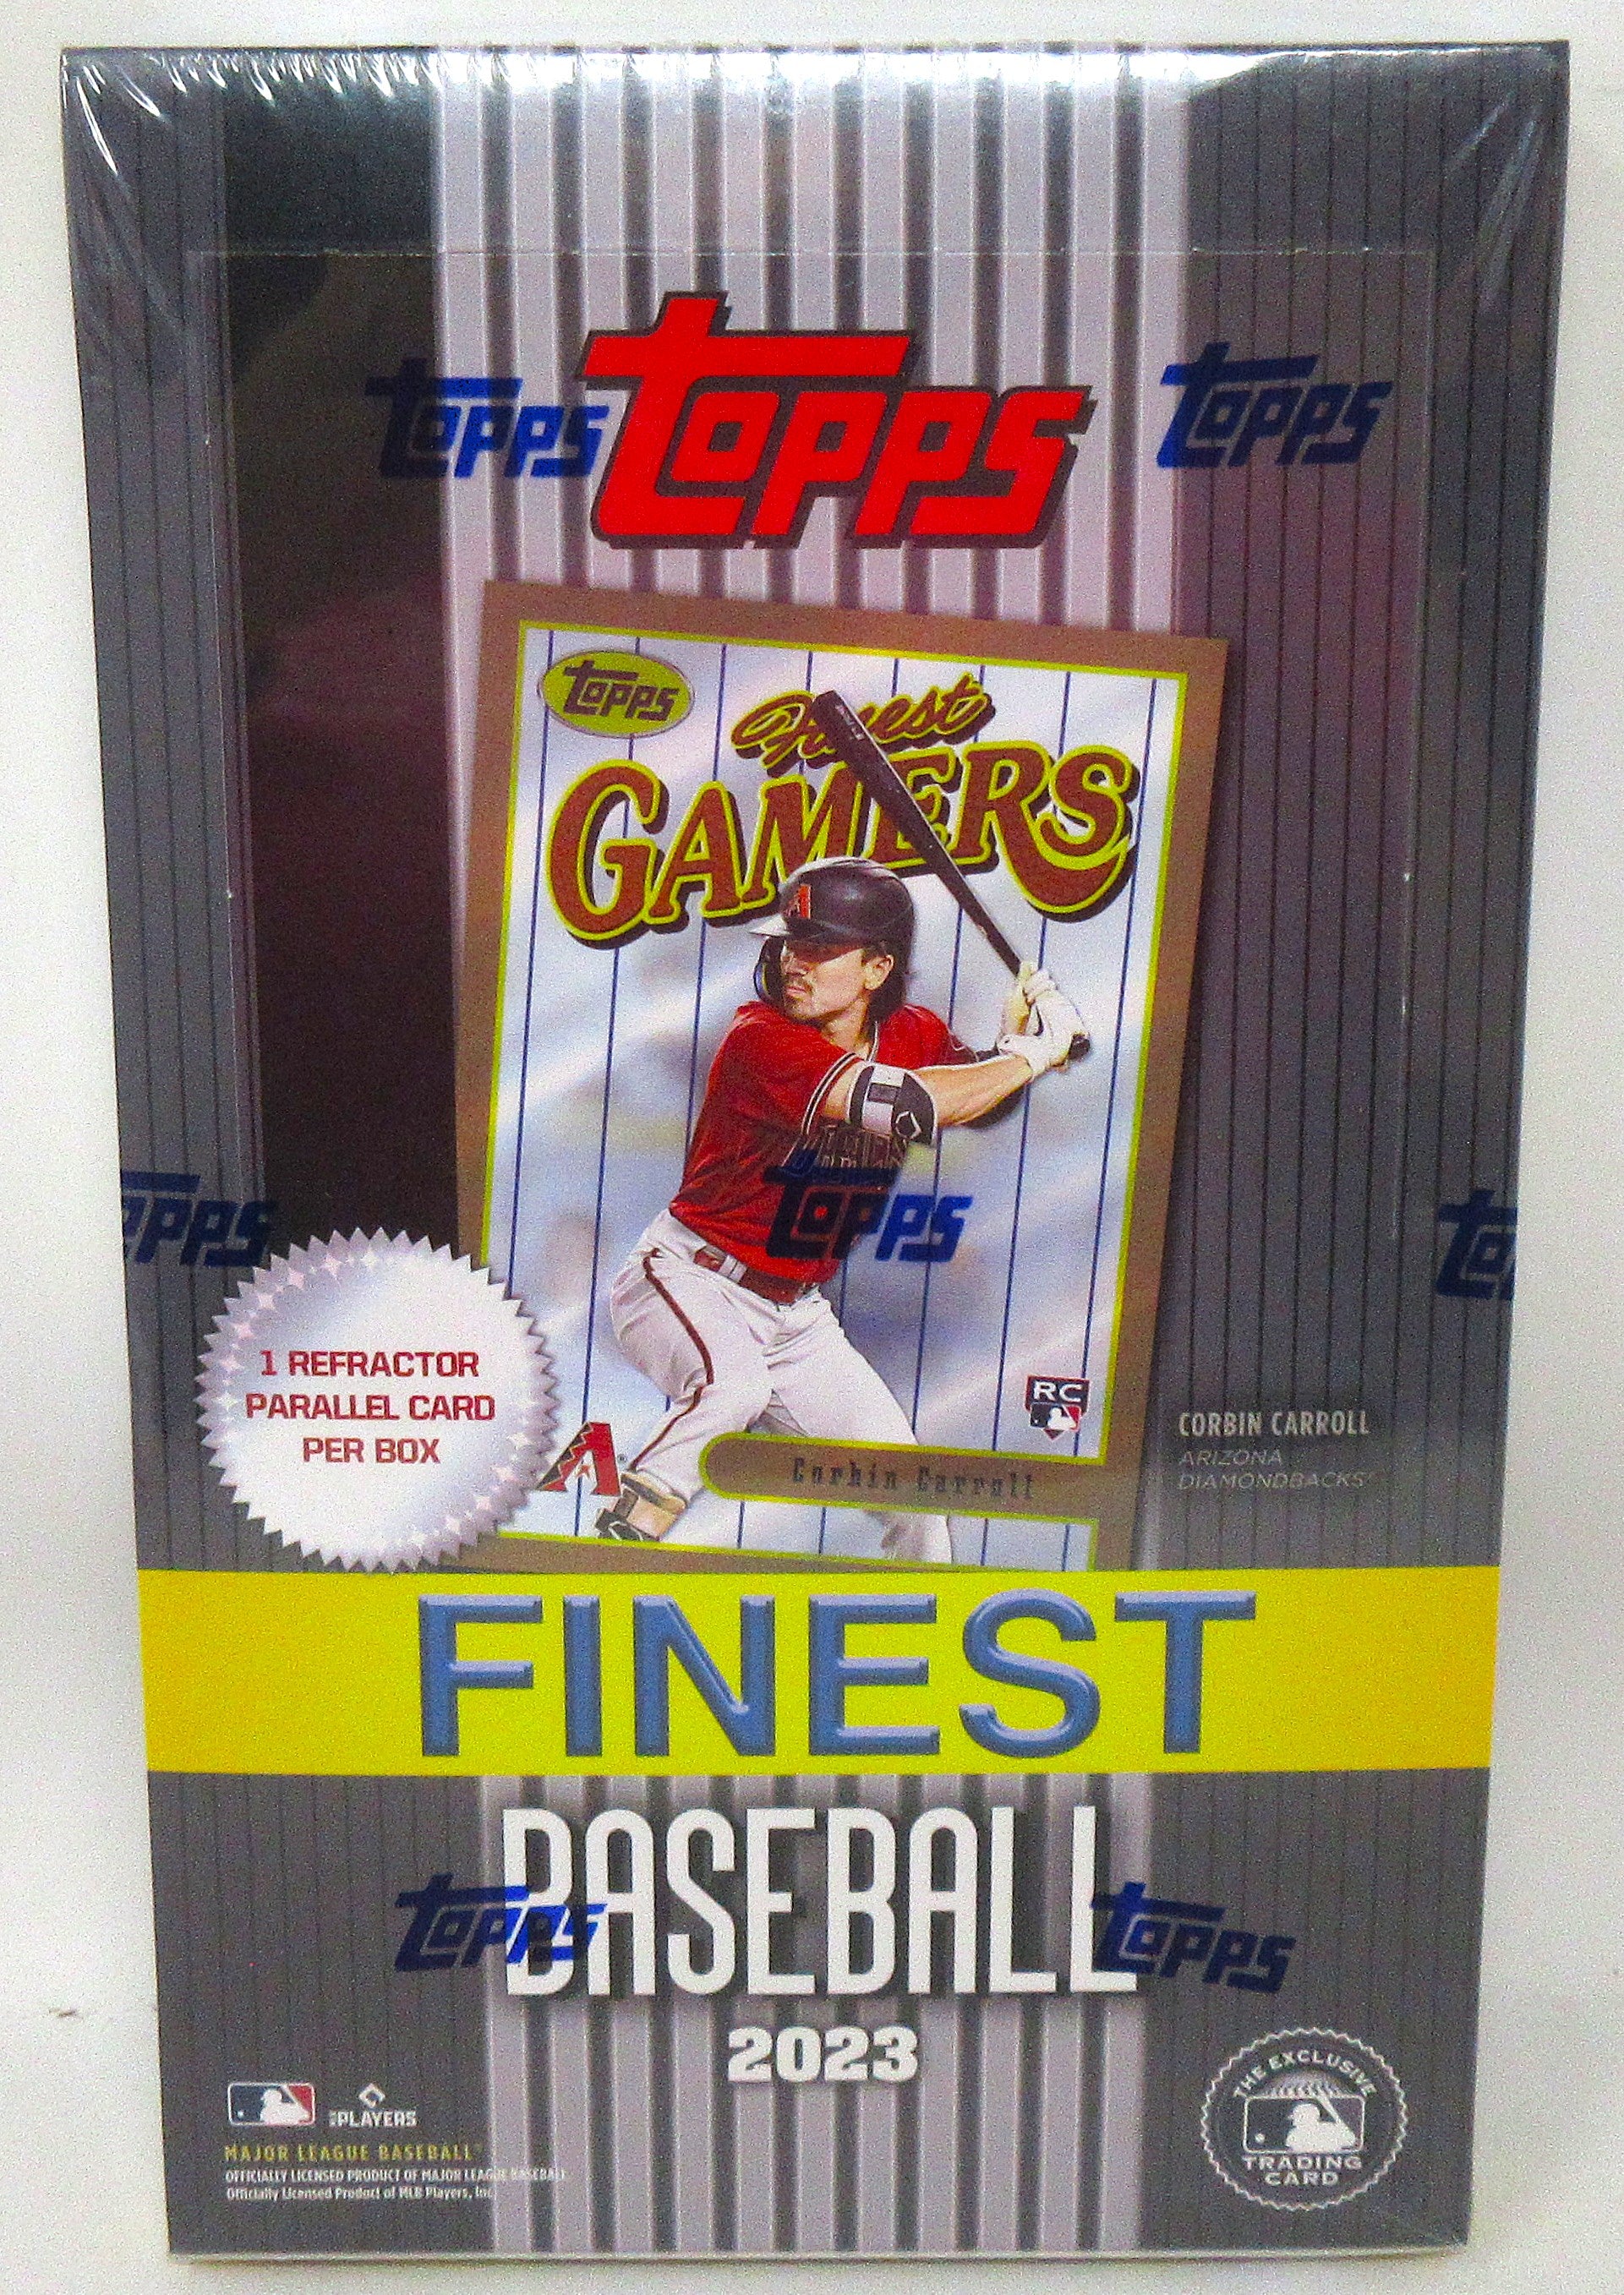 Topps
Topps
Topps
Topps
Finest
GAMERS
Topps
Topps
1 REFRACTOR
PARALLEL CARD
PER BOX
RC
CORBIN CARROLL
ARIZONA
DIAMONDBACKS
A
Corbin Carroll
FINEST
BASEBALL
Topps
Topps
2023
PLAYERS
MAJOR LEAGUE BASEBALL
OFFICIALLY LICENSED PRODUCT OF MAJOR LEAGUE BASEBALL
Officially Licensed Product of MLB Players, Inc.
THE EXCLUSIVE
TRADING
CARD